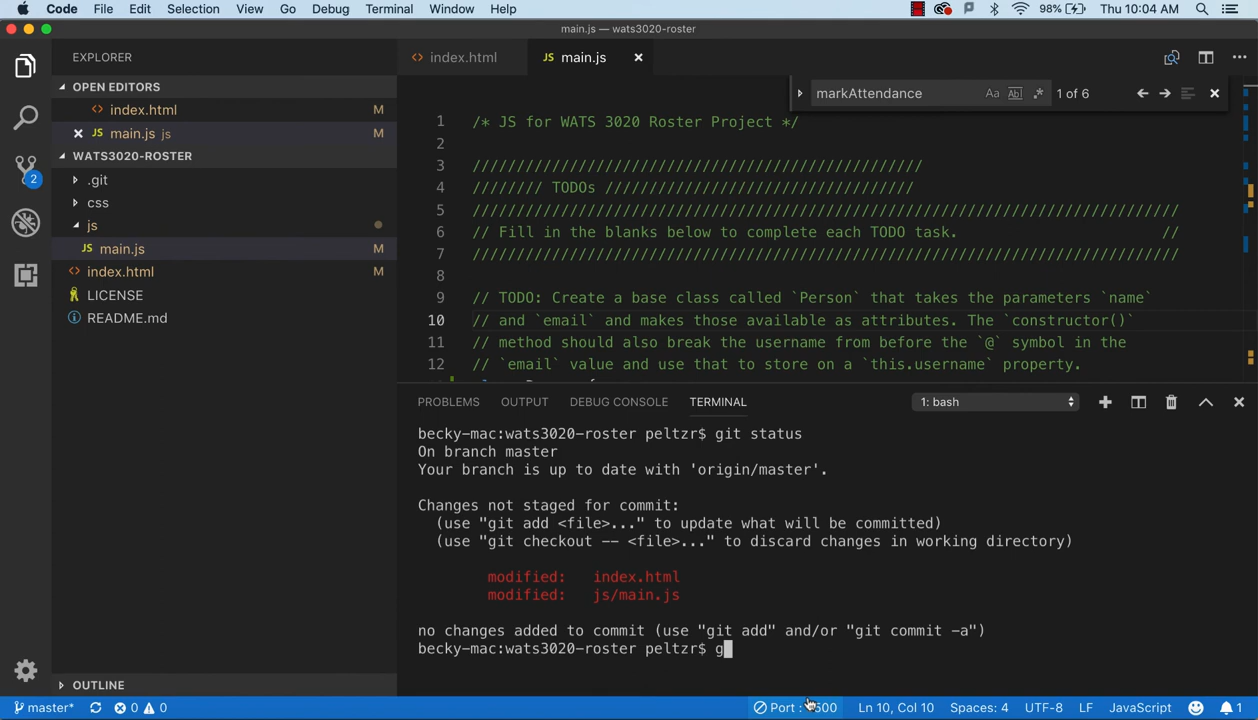 Code File Edit Selection View Go Debug Terminal Window Help 98% Thu 10:04 AM
main.js — wats3020-roster
EXPLORER
OPEN EDITORS
index.html M
main.js js M
WATS3020-ROSTER
.git
css
js
JS main.js M
index.html M
LICENSE
README.md
OUTLINE
2
index.html
JS main.js
markAttendance Aa Abl .* 1 of 6
1 /* JS for WATS 3020 Roster Project */
2
3 ///////////////////////////////////////////////////
4 //////// TODOs ///////////////////////////////////
5 ////////////////////////////////////////////////////////////////////////////////
6 // Fill in the blanks below to complete each TODO task. //
7 ////////////////////////////////////////////////////////////////////////////////
8
9 // TODO: Create a base class called `Person` that takes the parameters `name`
10 // and `email` and makes those available as attributes. The `constructor()`
11 // method should also break the username from before the `@` symbol in the
12 // `email` value and use that to store on a `this.username` property.
PROBLEMS OUTPUT DEBUG CONSOLE TERMINAL 1: bash
becky-mac:wats3020-roster peltzr$ git status
On branch master
Your branch is up to date with 'origin/master'.
Changes not staged for commit:
(use "git add <file>..." to update what will be committed)
(use "git checkout -- <file>..." to discard changes in working directory)
modified: index.html
modified: js/main.js
no changes added to commit (use "git add" and/or "git commit -a")
becky-mac:wats3020-roster peltzr$ g
master* 0 0 Port : Ln 10, Col 10 Spaces: 4 UTF-8 LF JavaScript 1